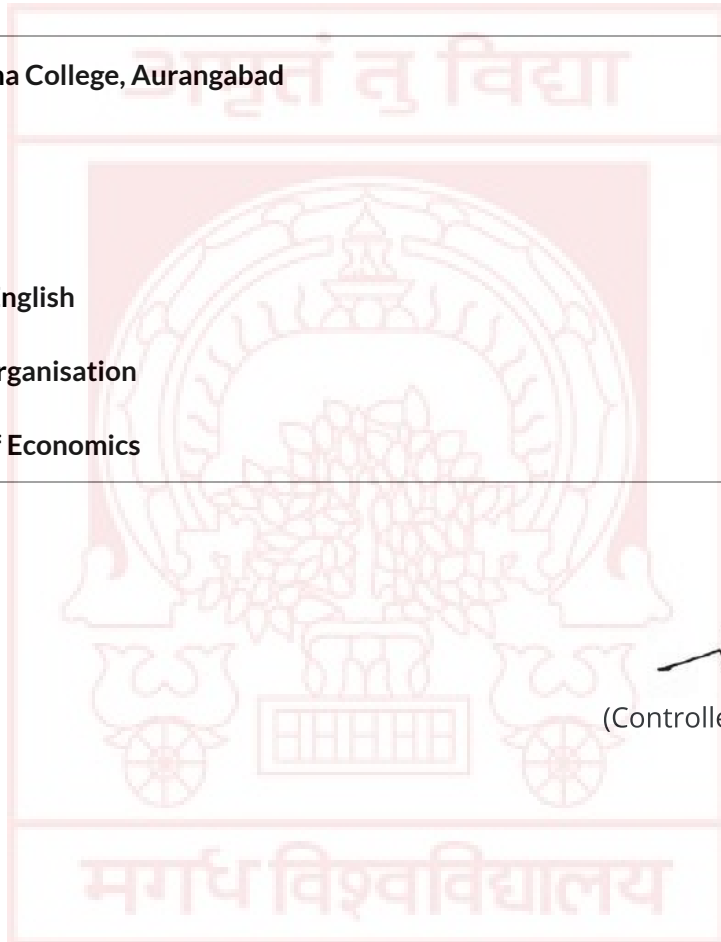 na College, Aurangabad
अमृतं तु विद्या
nglish
rganisation
f Economics
(Controlle
मगध विश्वविद्यालय